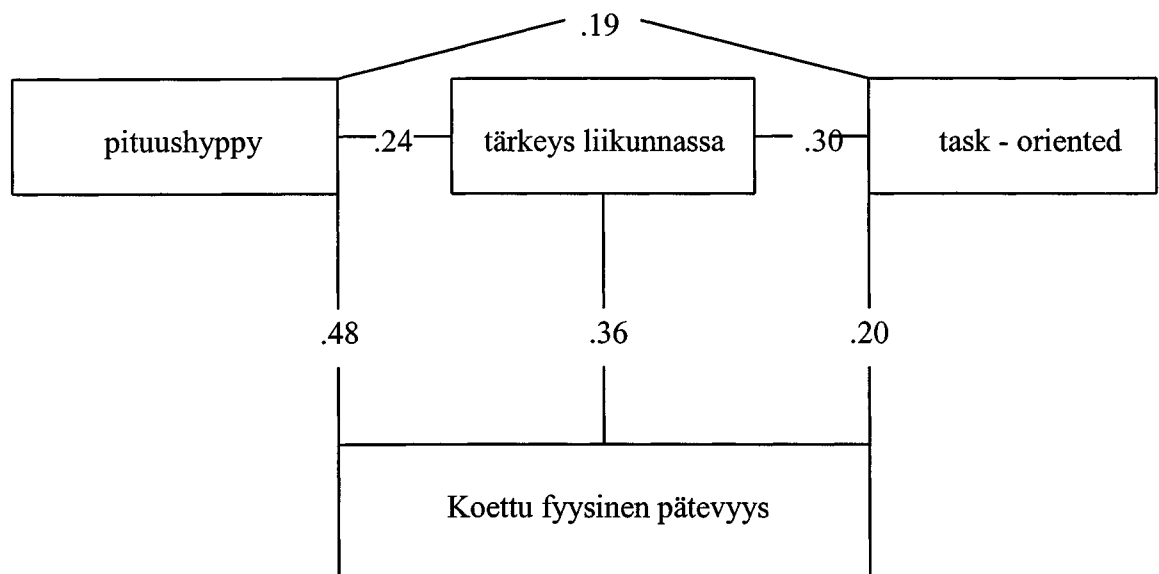 .19
pituushyppy
.24
tärkeys liikunnassa
.30
task - oriented
.48
.36
.20
Koettu fyysinen pätevyys